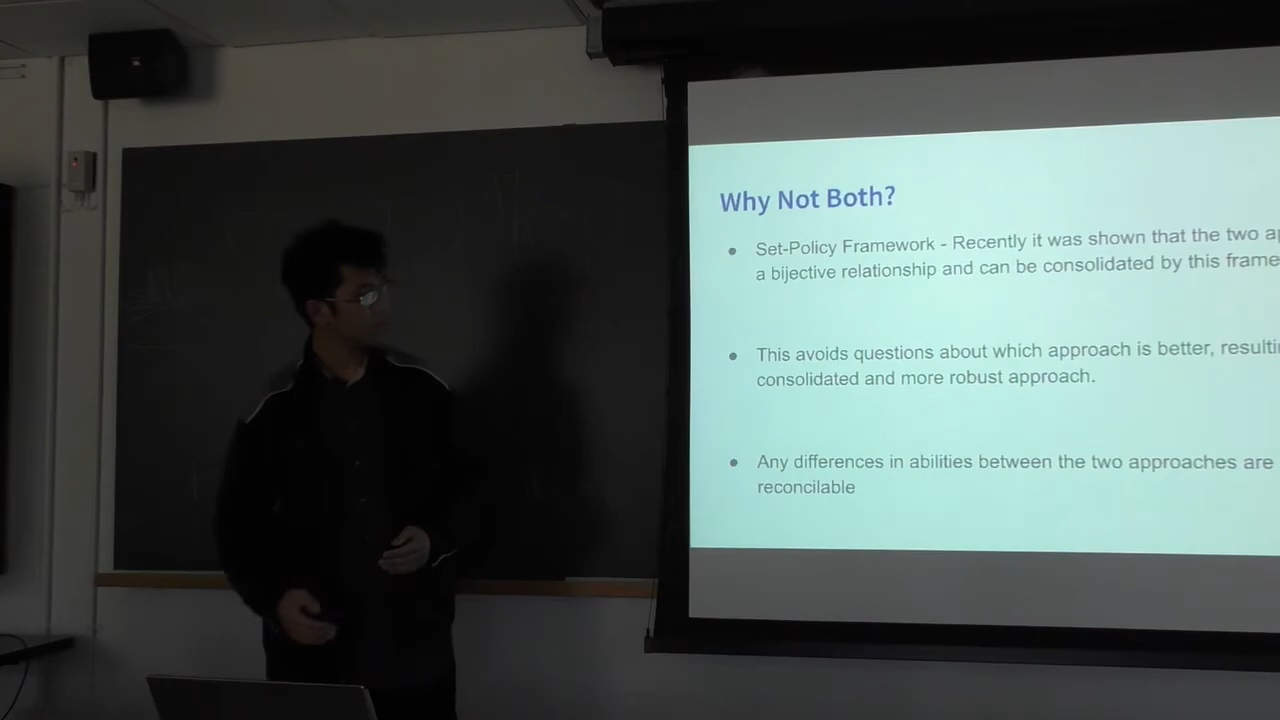 Why Not Both?
Set-Policy Framework - Recently it was shown that the two
a bijective relationship and can be consolidated by this
This avoids questions about which approach is better,
consolidated and more robust approach.
Any differences in abilities between the two approaches are
reconcilable